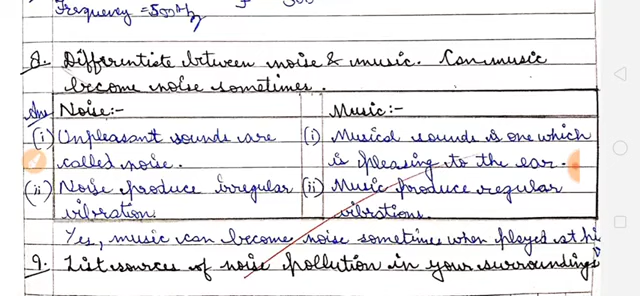 Frequency = 500Hz
8. Differentiate between noise & music. Can music
become noise sometimes.
Ans Noise:- Music:-
(i) Unpleasant sounds are (i) Musical sounds is one which
called noise. is pleasing to the ear.
(ii) Noise produce irregular (ii) Music produce regular
vibration. vibrations.
Yes, music can become noise sometimes when played at hi
9. List sources of noise pollution in your surroundings